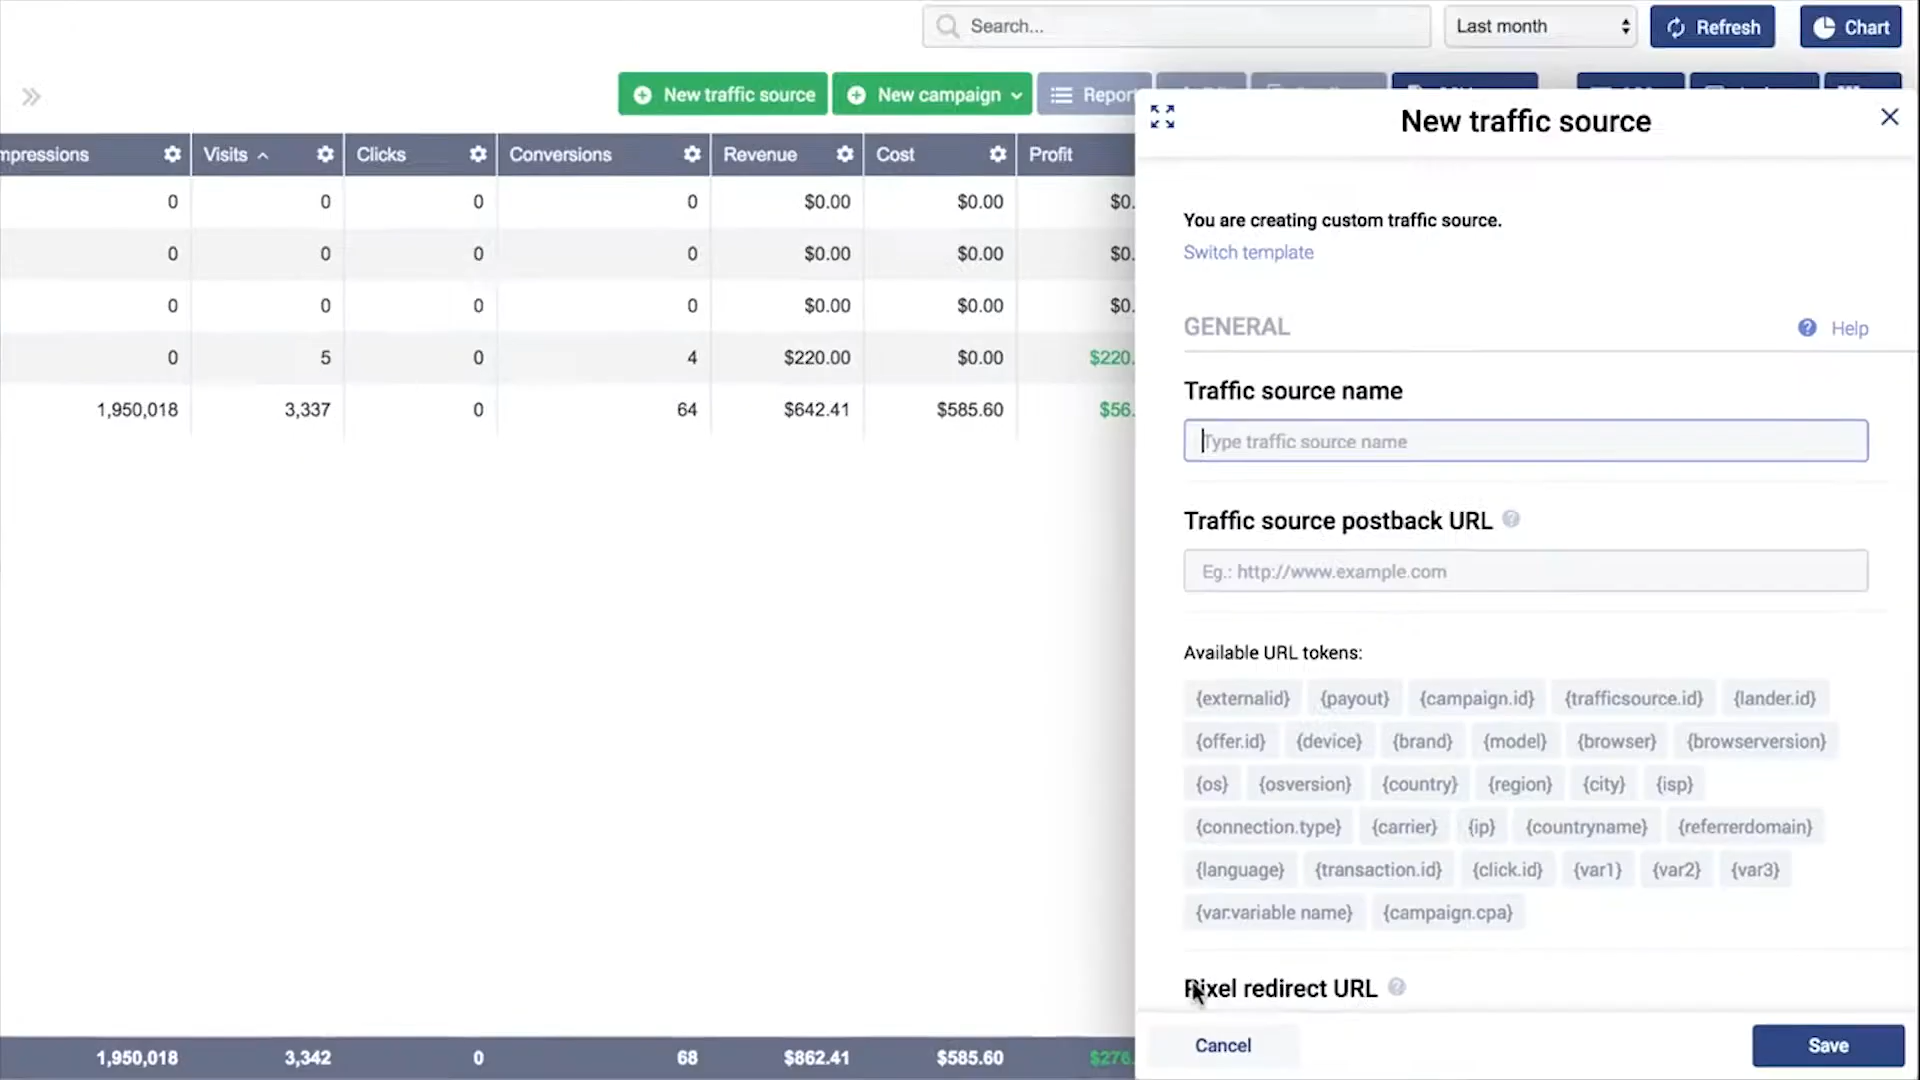 Search...
Last month
Refresh
Chart
New traffic source
New campaign
New traffic source
You are creating custom traffic source.
Switch template
GENERAL
Help
Traffic source name
Type traffic source name
Traffic source postback URL
Eg.: http://www.example.com
Available URL tokens:
{externalid} {payout} {campaign.id} {trafficsource.id} {lander.id}
{offer.id} {device} {brand} {model} {browser} {browserversion}
{os} {osversion} {country} {region} {city} {isp}
{connection.type} {carrier} {ip} {countryname} {referrerdomain}
{language} {transaction.id} {click.id} {var1} {var2} {var3}
{var:variable name} {campaign.cpa}
Pixel redirect URL
Cancel
Save
mpressions Visits Clicks Conversions Revenue Cost Profit
0 0 0 0 $0.00 $0.00 $0.
0 0 0 0 $0.00 $0.00 $0.
0 0 0 0 $0.00 $0.00 $0.
0 5 0 4 $220.00 $0.00 $220.
1,950,018 3,337 0 64 $642.41 $585.60 $56.
1,950,018 3,342 0 68 $862.41 $585.60 $276.